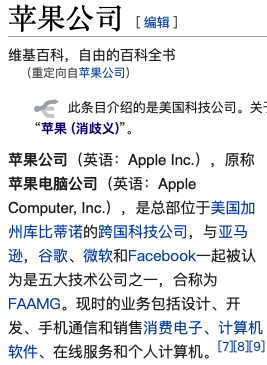 苹果公司 [编辑]
维基百科，自由的百科全书
（重定向自苹果公司）
此条目介绍的是美国科技公司。关于
“苹果 (消歧义)”。
苹果公司（英语：Apple Inc.），原称
苹果电脑公司（英语：Apple
Computer, Inc.），是总部位于美国加
州库比蒂诺的跨国科技公司，与亚马
逊，谷歌、微软和Facebook一起被认
为是五大技术公司之一，合称为
FAAMG。现时的业务包括设计、开
发、手机通信和销售消费电子、计算机
软件、在线服务和个人计算机。[7][8][9]